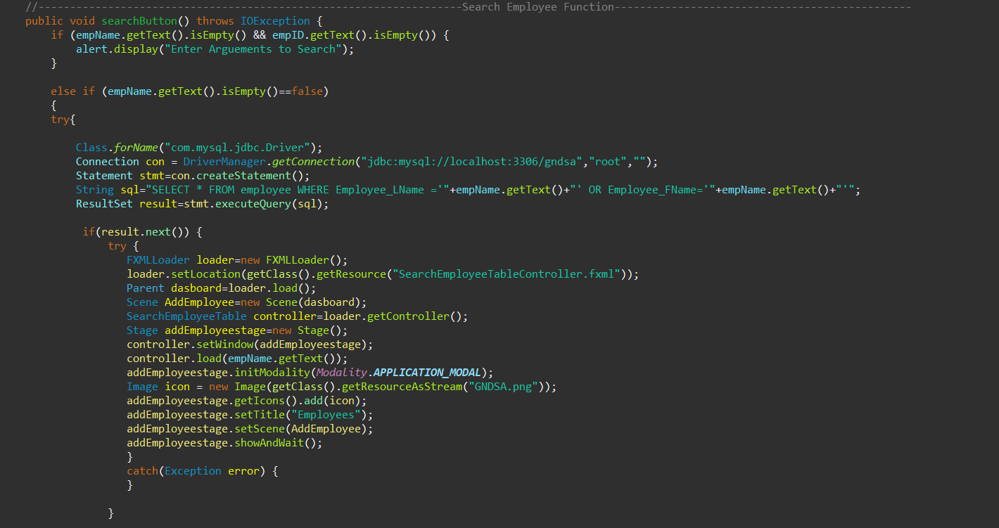 //-------------------------------------------------------------------Search Employee Function-----------------------------------------------
public void searchButton() throws IOException {
if (empName.getText().isEmpty() && empID.getText().isEmpty()) {
alert.display("Enter Arguements to Search");
}
else if (empName.getText().isEmpty()==false)
{
try{
Class.forName("com.mysql.jdbc.Driver");
Connection con = DriverManager.getConnection("jdbc:mysql://localhost:3306/gndsa","root","");
Statement stmt=con.createStatement();
String sql="SELECT * FROM employee WHERE Employee_LName ='"+empName.getText()+"' OR Employee_FName='"+empName.getText()+"'";
ResultSet result=stmt.executeQuery(sql);
if(result.next()) {
try {
FXMLLoader loader=new FXMLLoader();
loader.setLocation(getClass().getResource("SearchEmployeeTableController.fxml"));
Parent dasboard=loader.load();
Scene AddEmployee=new Scene(dasboard);
SearchEmployeeTable controller=loader.getController();
Stage addEmployeestage=new Stage();
controller.setWindow(addEmployeestage);
controller.load(empName.getText());
addEmployeestage.initModality(Modality.APPLICATION_MODAL);
Image icon = new Image(getClass().getResourceAsStream("GNDSA.png"));
addEmployeestage.getIcons().add(icon);
addEmployeestage.setTitle("Employees");
addEmployeestage.setScene(AddEmployee);
addEmployeestage.showAndWait();
}
catch(Exception error) {
}
}